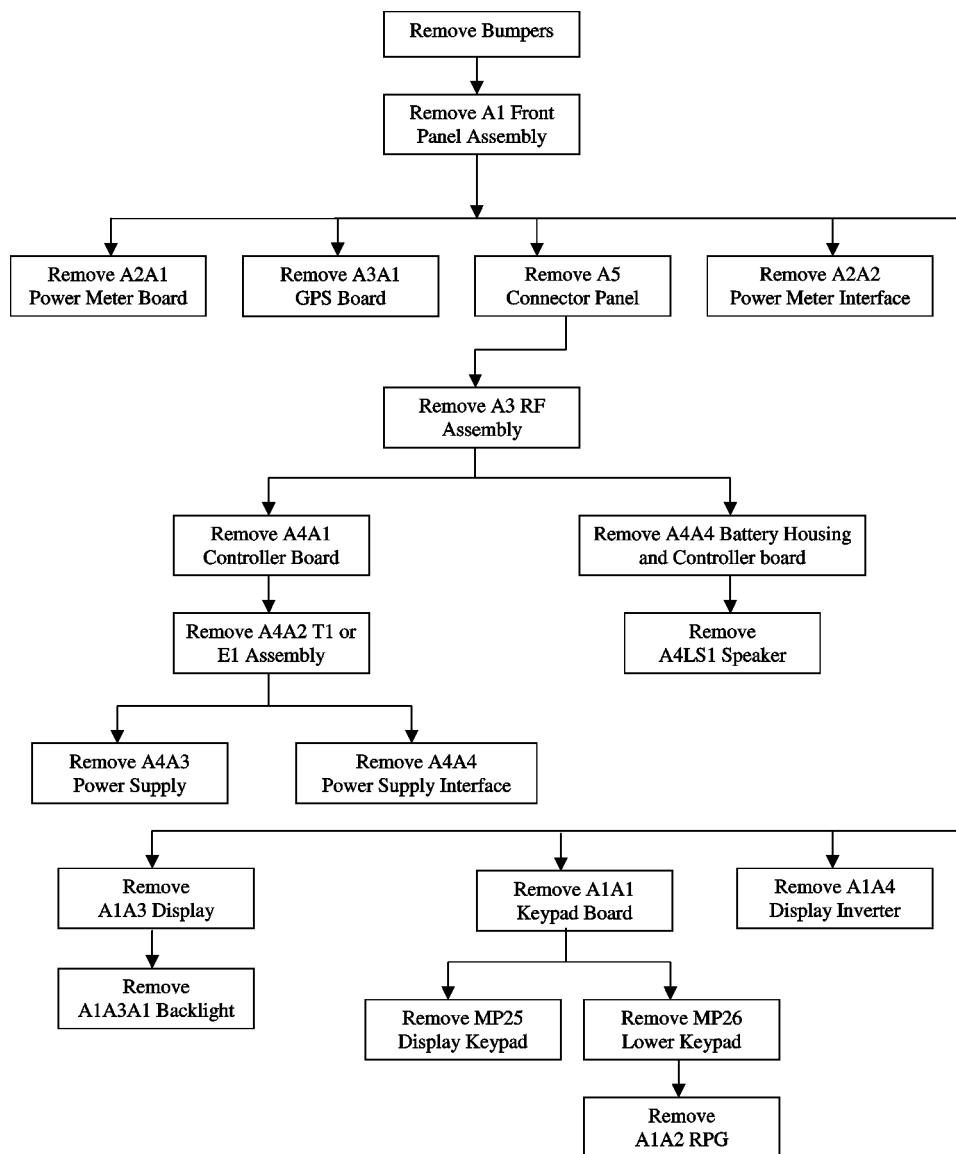 Remove Bumpers
Remove A1 Front
Panel Assembly
Remove A2A1
Power Meter Board
Remove A3A1
GPS Board
Remove A5
Connector Panel
Remove A2A2
Power Meter Interface
Remove A3 RF
Assembly
Remove A4A1
Controller Board
Remove A4A4 Battery Housing
and Controller board
Remove A4A2 T1 or
E1 Assembly
Remove
A4LS1 Speaker
Remove A4A3
Power Supply
Remove A4A4
Power Supply Interface
Remove
A1A3 Display
Remove A1A1
Keypad Board
Remove A1A4
Display Inverter
Remove
A1A3A1 Backlight
Remove MP25
Display Keypad
Remove MP26
Lower Keypad
Remove
A1A2 RPG